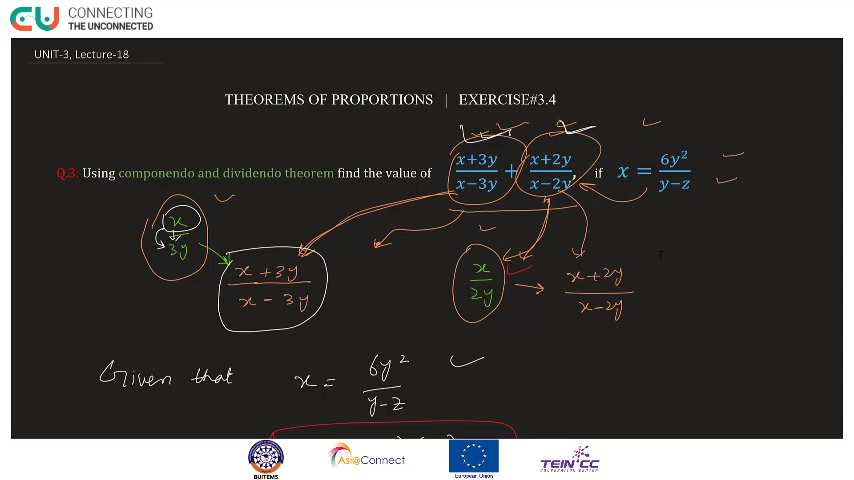 CONNECTING
THE UNCONNECTED
UNIT-3, Lecture-18
THEOREMS OF PROPORTIONS | EXERCISE#3.4
Q.3: Using componendo and dividendo theorem find the value of (x+3y)/(x−3y) + (x+2y)/(x−2y), if x = 6y²/(y−z)
x/3y
(x+3y)/(x−3y)
x/2y
(x+2y)/(x−2y)
Given that x = 6y²/(y−z)
BUITEMS
Asi@Connect
European Union
TEIN*CC
COOPERATION CENTER